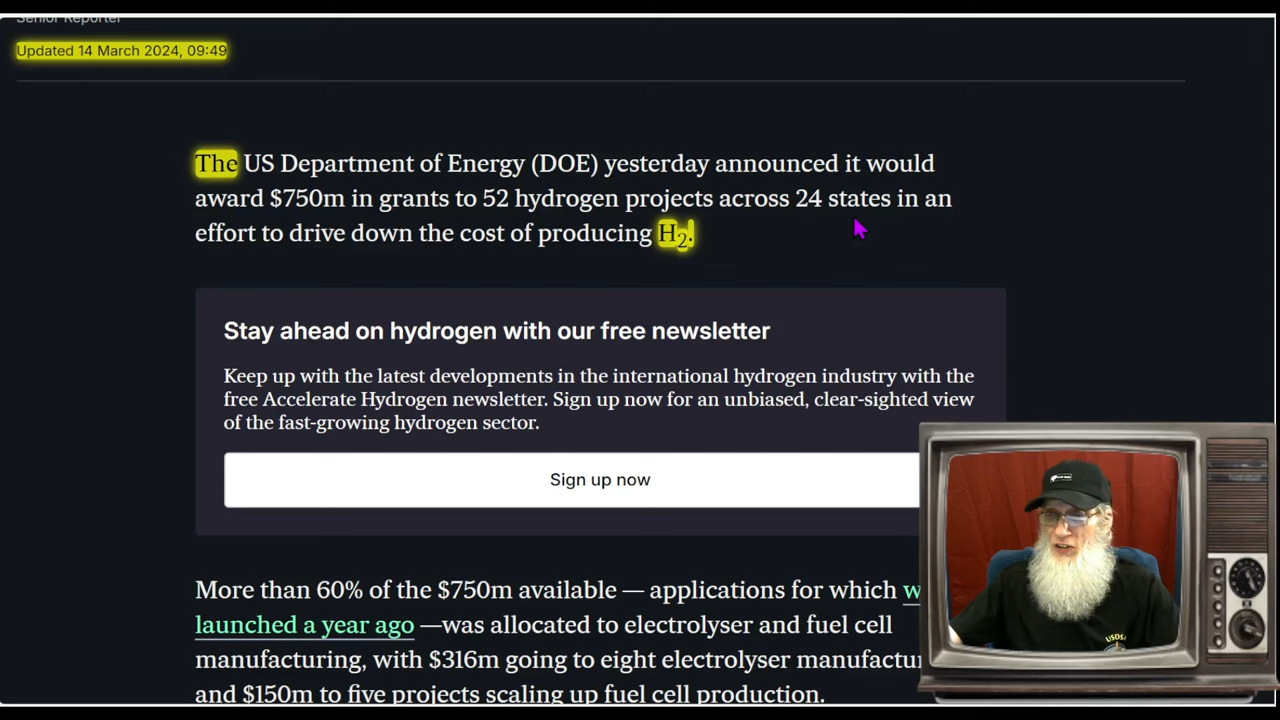 Senior Reporter
Updated 14 March 2024, 09:49
The US Department of Energy (DOE) yesterday announced it would
award $750m in grants to 52 hydrogen projects across 24 states in an
effort to drive down the cost of producing H2.
Stay ahead on hydrogen with our free newsletter
Keep up with the latest developments in the international hydrogen industry with the
free Accelerate Hydrogen newsletter. Sign up now for an unbiased, clear-sighted view
of the fast-growing hydrogen sector.
Sign up now
More than 60% of the $750m available — applications for which w
launched a year ago —was allocated to electrolyser and fuel cell
manufacturing, with $316m going to eight electrolyser manufactu
and $150m to five projects scaling up fuel cell production.